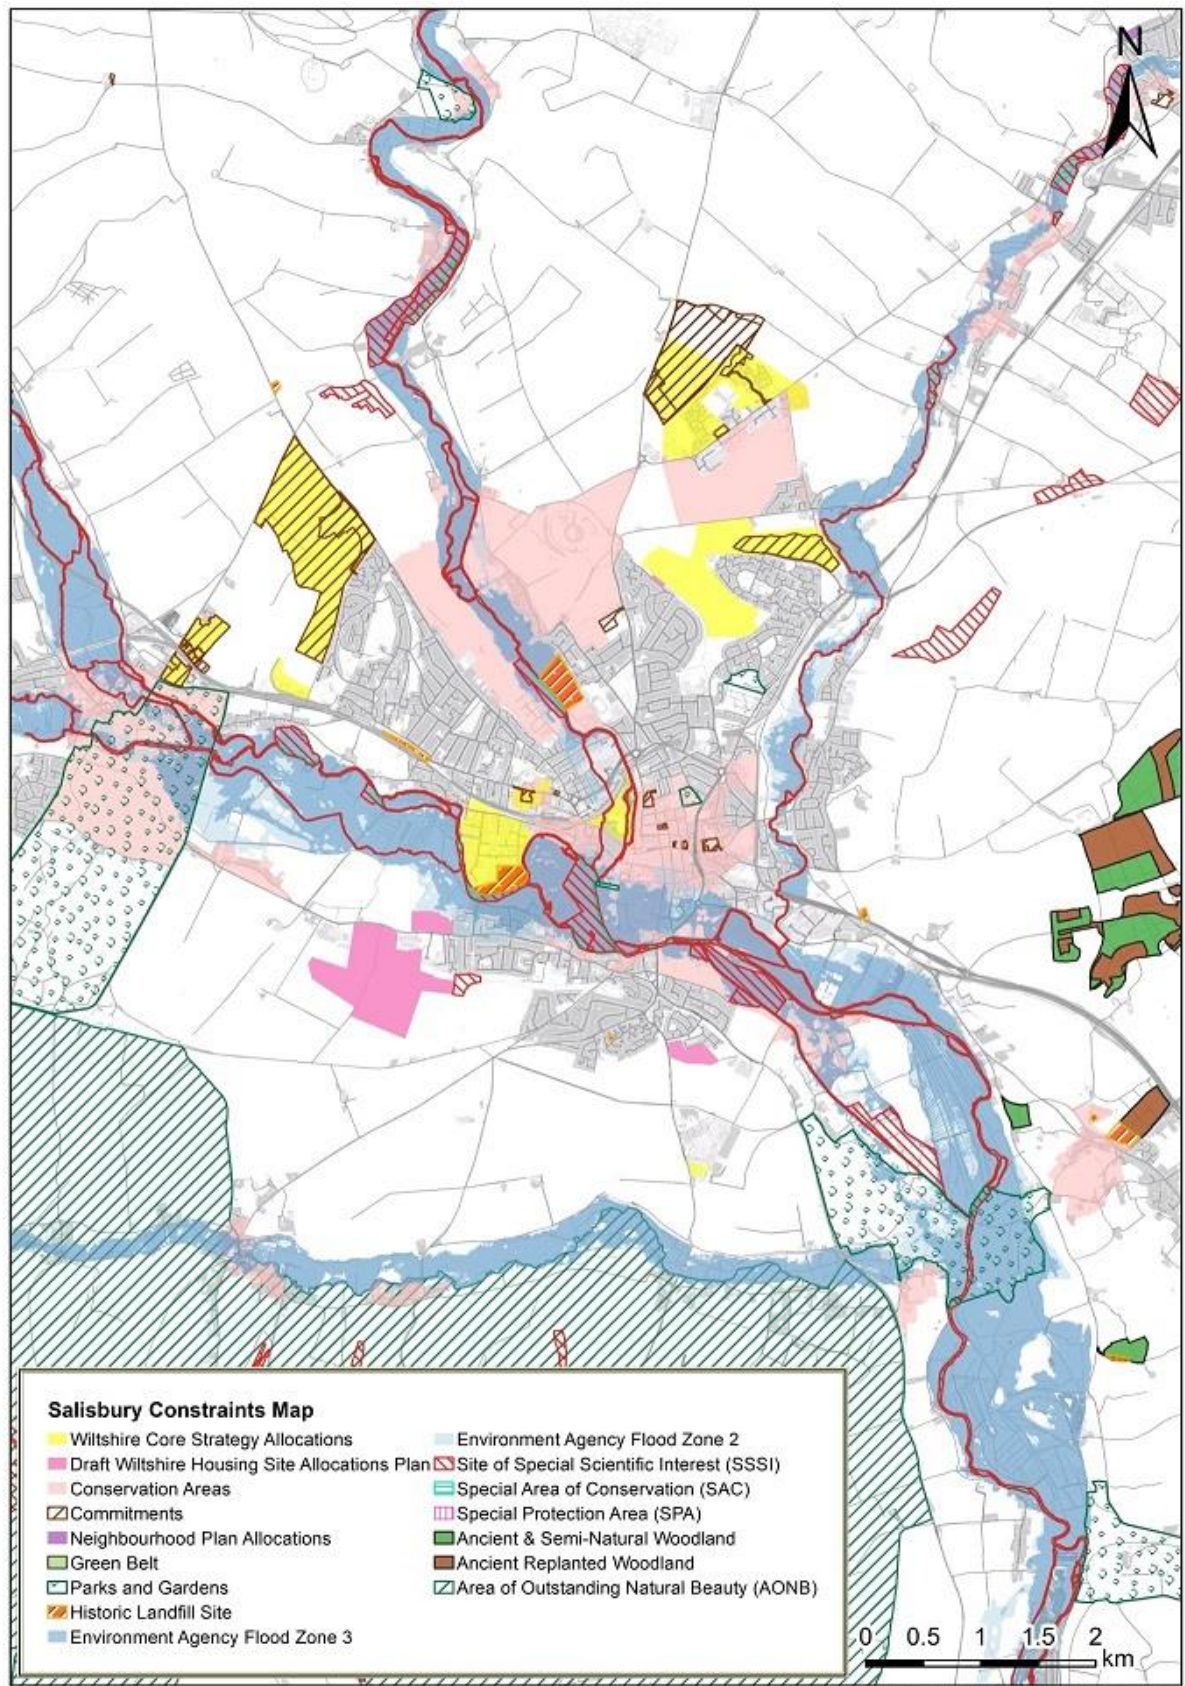 N
Salisbury Constraints Map
Wiltshire Core Strategy Allocations
Draft Wiltshire Housing Site Allocations Plan
Conservation Areas
Commitments
Neighbourhood Plan Allocations
Green Belt
Parks and Gardens
Historic Landfill Site
Environment Agency Flood Zone 3
Environment Agency Flood Zone 2
Site of Special Scientific Interest (SSSI)
Special Area of Conservation (SAC)
Special Protection Area (SPA)
Ancient & Semi-Natural Woodland
Ancient Replanted Woodland
Area of Outstanding Natural Beauty (AONB)
0 0.5 1 1.5 2
km